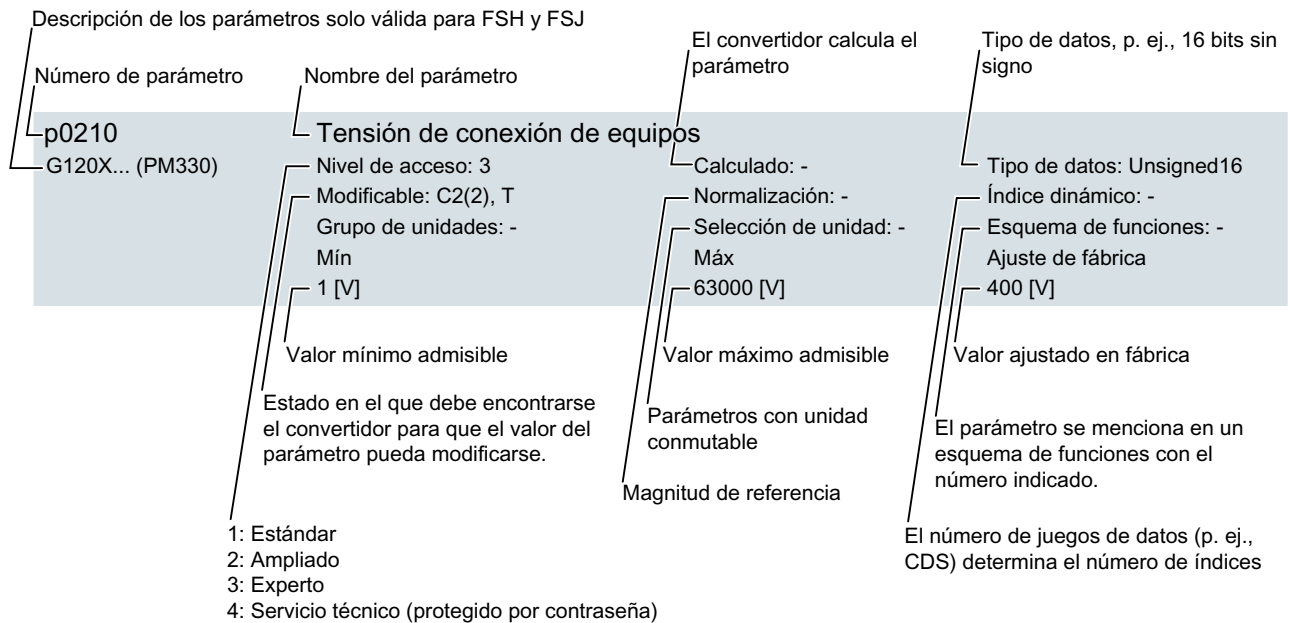 Descripción de los parámetros solo válida para FSH y FSJ
El convertidor calcula el
parámetro
Tipo de datos, p. ej., 16 bits sin
signo
Número de parámetro
Nombre del parámetro
p0210
Tensión de conexión de equipos
G120X... (PM330)
Nivel de acceso: 3
Calculado: -
Tipo de datos: Unsigned16
Modificable: C2(2), T
Normalización: -
Índice dinámico: -
Grupo de unidades: -
Selección de unidad: -
Esquema de funciones: -
Mín
Máx
Ajuste de fábrica
1 [V]
63000 [V]
400 [V]
Valor mínimo admisible
Valor máximo admisible
Valor ajustado en fábrica
Estado en el que debe encontrarse
el convertidor para que el valor del
parámetro pueda modificarse.
Parámetros con unidad
conmutable
El parámetro se menciona en un
esquema de funciones con el
número indicado.
Magnitud de referencia
1: Estándar
2: Ampliado
3: Experto
4: Servicio técnico (protegido por contraseña)
El número de juegos de datos (p. ej.,
CDS) determina el número de índices